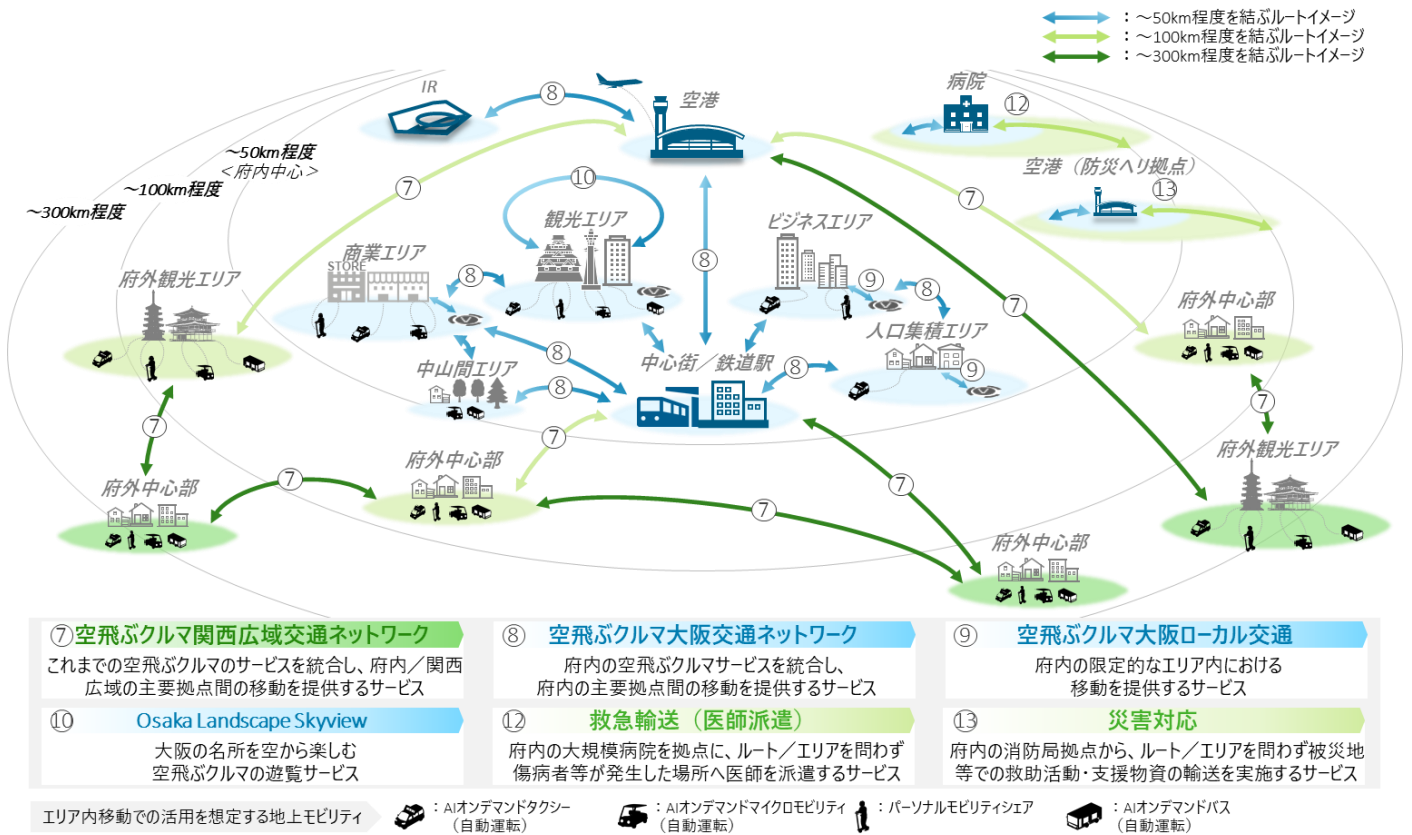 ：～50km程度を結ぶルートイメージ
：～100km程度を結ぶルートイメージ
：～300km程度を結ぶルートイメージ
IR
⑧
空港
病院
⑫
～50km程度
＜府内中心＞
～100km程度
～300km程度
⑦
⑩
空港（防災ヘリ拠点）
⑬
⑦
観光エリア
ビジネスエリア
商業エリア
STORE
⑧
⑧
⑨
⑧
府外観光エリア
⑦
府外中心部
人口集積エリア
⑧
中心街／鉄道駅
中山間エリア
⑧
⑧
⑨
⑦
⑦
⑦
府外観光エリア
府外中心部
⑦
府外中心部
⑦
⑦
府外中心部
⑦空飛ぶクルマ関西広域交通ネットワーク
これまでの空飛ぶクルマのサービスを統合し、府内／関西
広域の主要拠点間の移動を提供するサービス
⑧ 空飛ぶクルマ大阪交通ネットワーク
府内の空飛ぶクルマサービスを統合し、
府内の主要拠点間の移動を提供するサービス
⑨ 空飛ぶクルマ大阪ローカル交通
府内の限定的なエリア内における
移動を提供するサービス
⑩ Osaka Landscape Skyview
大阪の名所を空から楽しむ
空飛ぶクルマの遊覧サービス
⑫ 救急輸送（医師派遣）
府内の大規模病院を拠点に、ルート／エリアを問わず
傷病者等が発生した場所へ医師を派遣するサービス
⑬ 災害対応
府内の消防局拠点から、ルート／エリアを問わず被災地
等での救助活動・支援物資の輸送を実施するサービス
エリア内移動での活用を想定する地上モビリティ
：AIオンデマンドタクシー
（自動運転）
：AIオンデマンドマイクロモビリティ
（自動運転）
：パーソナルモビリティシェア
：AIオンデマンドバス
（自動運転）